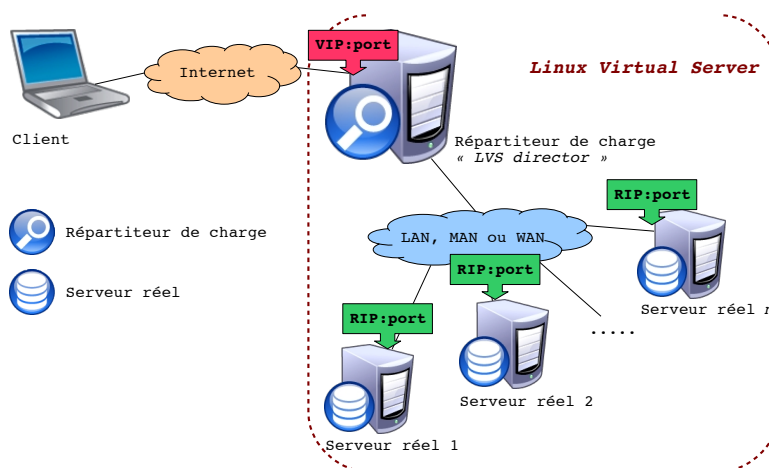 VIP:port
Linux Virtual Server
Internet
Client
Répartiteur de charge
« LVS director »
RIP:port
Répartiteur de charge
LAN, MAN ou WAN
RIP:port
Serveur réel
Serveur réel n
RIP:port
.....
Serveur réel 2
Serveur réel 1